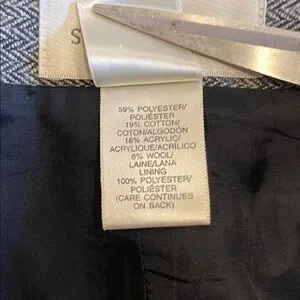 S
59% POLYESTER/
POLIÉSTER
19% COTTON/
COTON/ALGODÓN
16% ACRYLIC/
ACRYLIQUE/ACRÍLICO
6% WOOL/
LAINE/LANA
LINING
100% POLYESTER/
POLIÉSTER
(CARE CONTINUES
ON BACK)